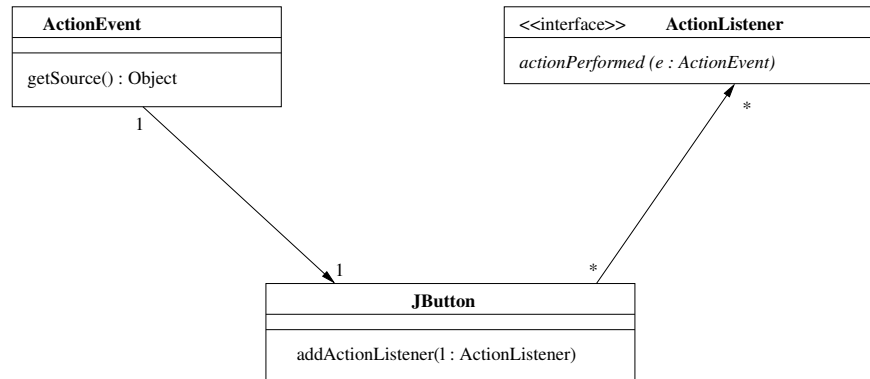 ActionEvent
getSource() : Object
1
<<interface>> ActionListener
actionPerformed (e : ActionEvent)
*
1
*
JButton
addActionListener(l : ActionListener)